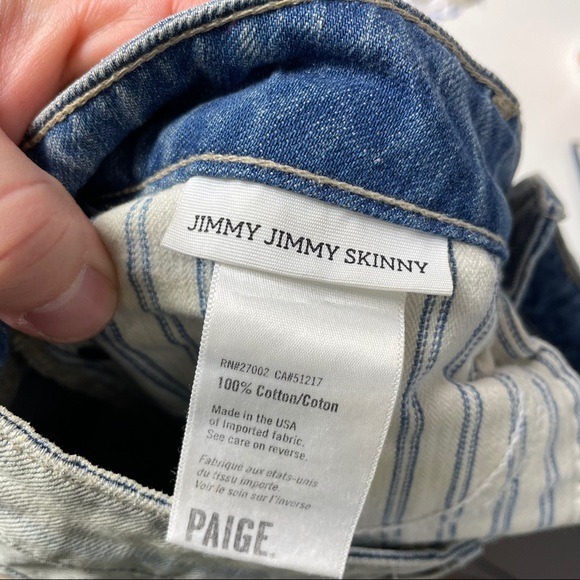 JIMMY JIMMY SKINNY
RN#27002 CA#51217
100% Cotton/Coton
Made in the USA
of Imported fabric.
See care on reverse.
Fabriqué aux etats-unis
du tissu importe.
Voir le soin sur l'inverse
PAIGE.